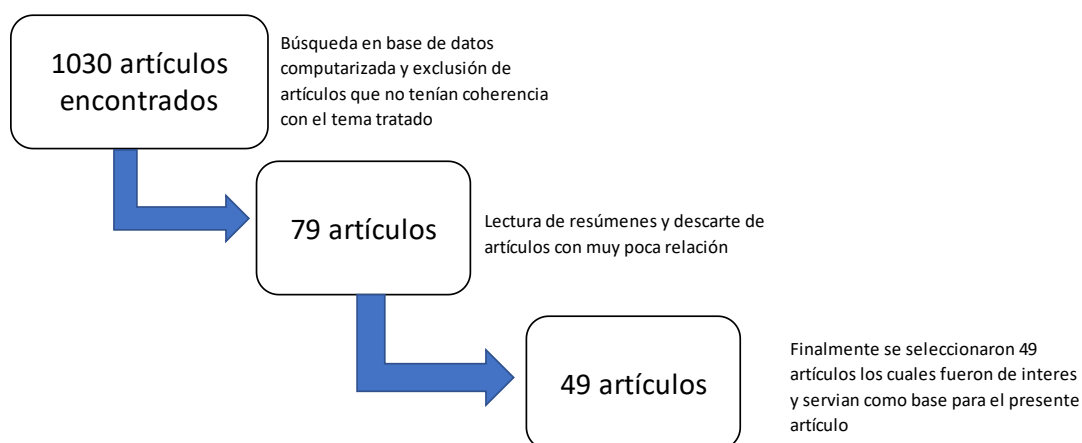 1030 artículos
encontrados
Búsqueda en base de datos
computarizada y exclusión de
artículos que no tenían coherencia
con el tema tratado
79 artículos
Lectura de resúmenes y descarte de
artículos con muy poca relación
49 artículos
Finalmente se seleccionaron 49
artículos los cuales fueron de interes
y servian como base para el presente
artículo